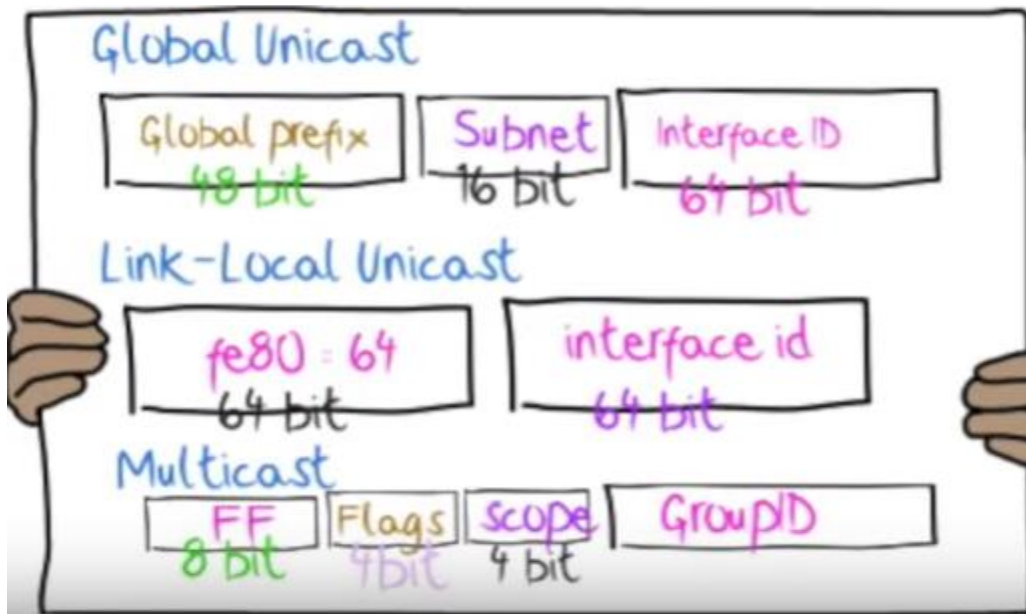 Global Unicast
Global prefix Subnet Interface ID
48 bit 16 bit 64 bit
Link-Local Unicast
fe80 : 64 interface id
64 bit 64 bit
Multicast
FF Flags scope GroupID
8 bit 4bit 4 bit